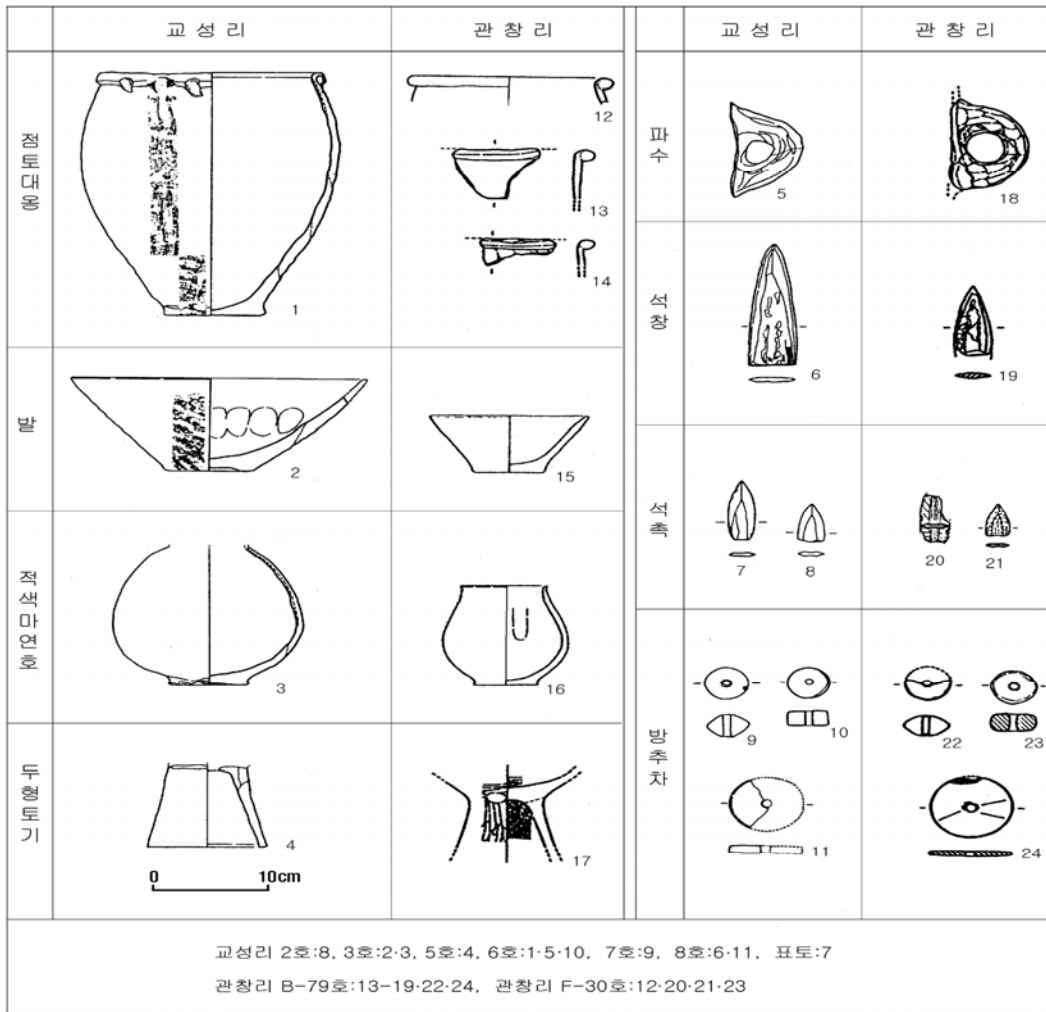 교 성 리
관 창 리
점토대옹
1
12
13
14
발
2
15
적색마연호
3
16
두형토기
4
17
0 10cm
교 성 리
관 창 리
파수
5
18
석창
6
19
석촉
7
8
20
21
방추차
9
10
22
23
11
24
교성리 2호:8, 3호:2·3, 5호:4, 6호:1·5·10, 7호:9, 8호:6·11, 표토:7
관창리 B-79호:13-19·22·24, 관창리 F-30호:12·20·21·23